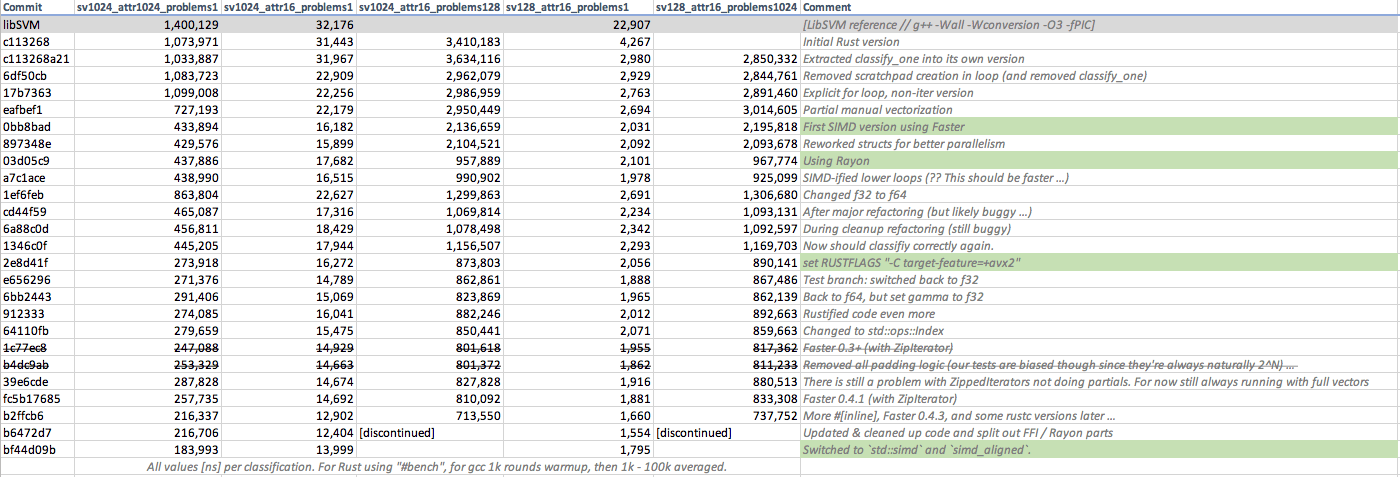 Commit sv1024_attr1024_problems1 sv1024_attr16_problems1 sv1024_attr16_problems128 sv128_attr16_problems1 sv128_attr16_problems1024 Comment
libSVM 1,400,129 32,176 22,907 [LibSVM reference // g++ -Wall -Wconversion -O3 -fPIC]
c113268 1,073,971 31,443 3,410,183 4,267 Initial Rust version
c113268a21 1,033,887 31,967 3,634,116 2,980 2,850,332 Extracted classify_one into its own version
6df50cb 1,083,723 22,909 2,962,079 2,929 2,844,761 Removed scratchpad creation in loop (and removed classify_one)
17b7363 1,099,008 22,256 2,986,959 2,763 2,891,460 Explicit for loop, non-iter version
eafbef1 727,193 22,179 2,950,449 2,694 3,014,605 Partial manual vectorization
0bb8bad 433,894 16,182 2,136,659 2,031 2,195,818 First SIMD version using Faster
897348e 429,576 15,899 2,104,521 2,092 2,093,678 Reworked structs for better parallelism
03d05c9 437,886 17,682 957,889 2,101 967,774 Using Rayon
a7c1ace 438,990 16,515 990,902 1,978 925,099 SIMD-ified lower loops (?? This should be faster ...)
1ef6feb 863,804 22,627 1,299,863 2,691 1,306,680 Changed f32 to f64
cd44f59 465,087 17,316 1,069,814 2,234 1,093,131 After major refactoring (but likely buggy ...)
6a88c0d 456,811 18,429 1,078,498 2,342 1,092,597 During cleanup refactoring (still buggy)
1346c0f 445,205 17,944 1,156,507 2,293 1,169,703 Now should classifiy correctly again.
2e8d41f 273,918 16,272 873,803 2,056 890,141 set RUSTFLAGS "-C target-feature=+avx2"
e656296 271,376 14,789 862,861 1,888 867,486 Test branch: switched back to f32
6bb2443 291,406 15,069 823,869 1,965 862,139 Back to f64, but set gamma to f32
912333 274,085 16,041 882,246 2,012 892,663 Rustified code even more
64110fb 279,659 15,475 850,441 2,071 859,663 Changed to std::ops::Index
1c77ec8 247,088 14,929 801,618 1,955 817,362 Faster 0.3+ (with ZipIterator)
b4dc9ab 253,329 14,663 801,372 1,862 811,233 Removed all padding logic (our tests are biased though since they're always naturally 2^N) ...
39e6cde 287,828 14,674 827,828 1,916 880,513 There is still a problem with ZippedIterators not doing partials. For now still always running with full vectors
fc5b17685 257,735 14,692 810,092 1,881 833,308 Faster 0.4.1 (with ZipIterator)
b2ffcb6 216,337 12,902 713,550 1,660 737,752 More #[inline], Faster 0.4.3, and some rustc versions later ...
b6472d7 216,706 12,404 [discontinued] 1,554 [discontinued] Updated & cleaned up code and split out FFI / Rayon parts
bf44d09b 183,993 13,999 1,795 Switched to `std::simd` and `simd_aligned`.
All values [ns] per classification. For Rust using "#bench", for gcc 1k rounds warmup, then 1k - 100k averaged.